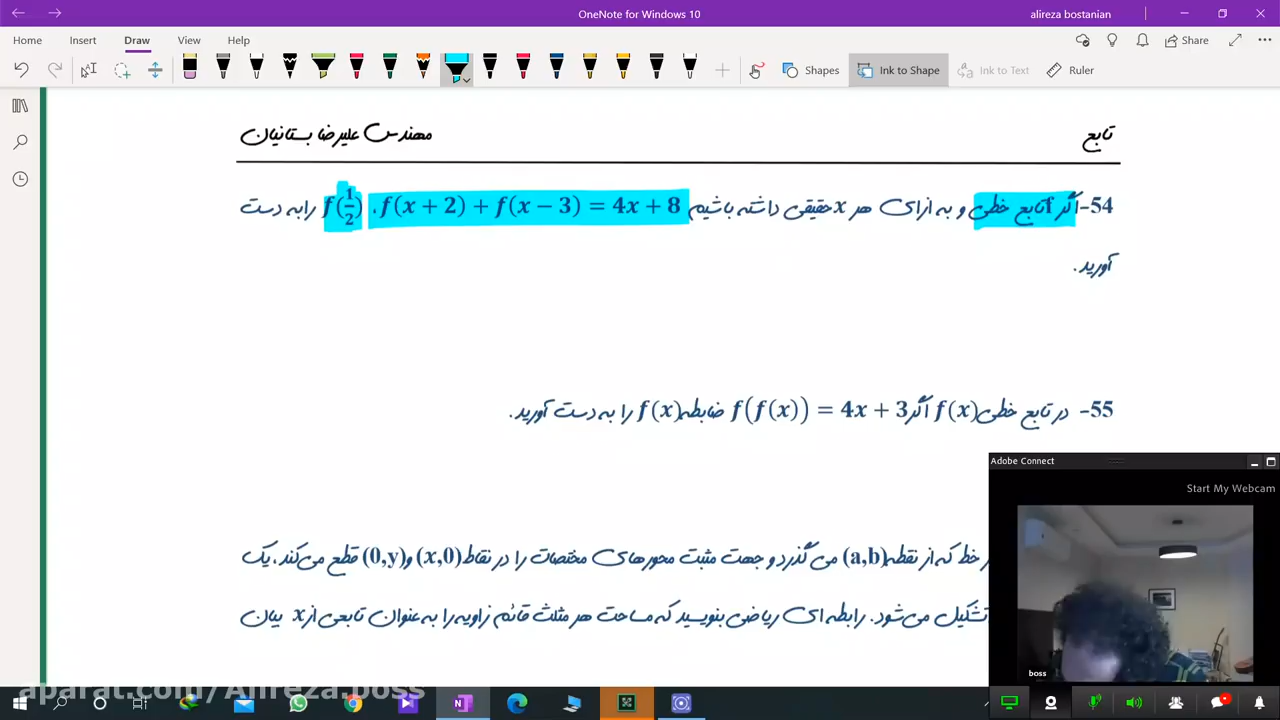 OneNote for Windows 10
alireza bostanian
Home Insert Draw View Help
Share
Shapes
Ink to Shape
Ink to Text
Ruler
تابع
مهندس علیرضا بستانیان
54- اگر f تابع خطی و به ازای هر x حقیقی داشته باشیم f(x + 2) + f(x − 3) = 4x + 8، f(1/2) را به دست
آورید.
55- در تابع خطی f(x) اگر f(f(x)) = 4x + 3 ضابطه f(x) را به دست آورید.
خط که از نقطه (a,b) می گذرد و جهت مثبت محورهای مختصات را در نقاط (x,0) و (0,y) قطع می کند، یک
تشکیل می شود. رابطه ای ریاضی بنویسید که مساحت هر مثلث قائم زاویه را به عنوان تابعی از x بیان
Adobe Connect
Start My Webcam
boss
aparat.com/Alireza.boss